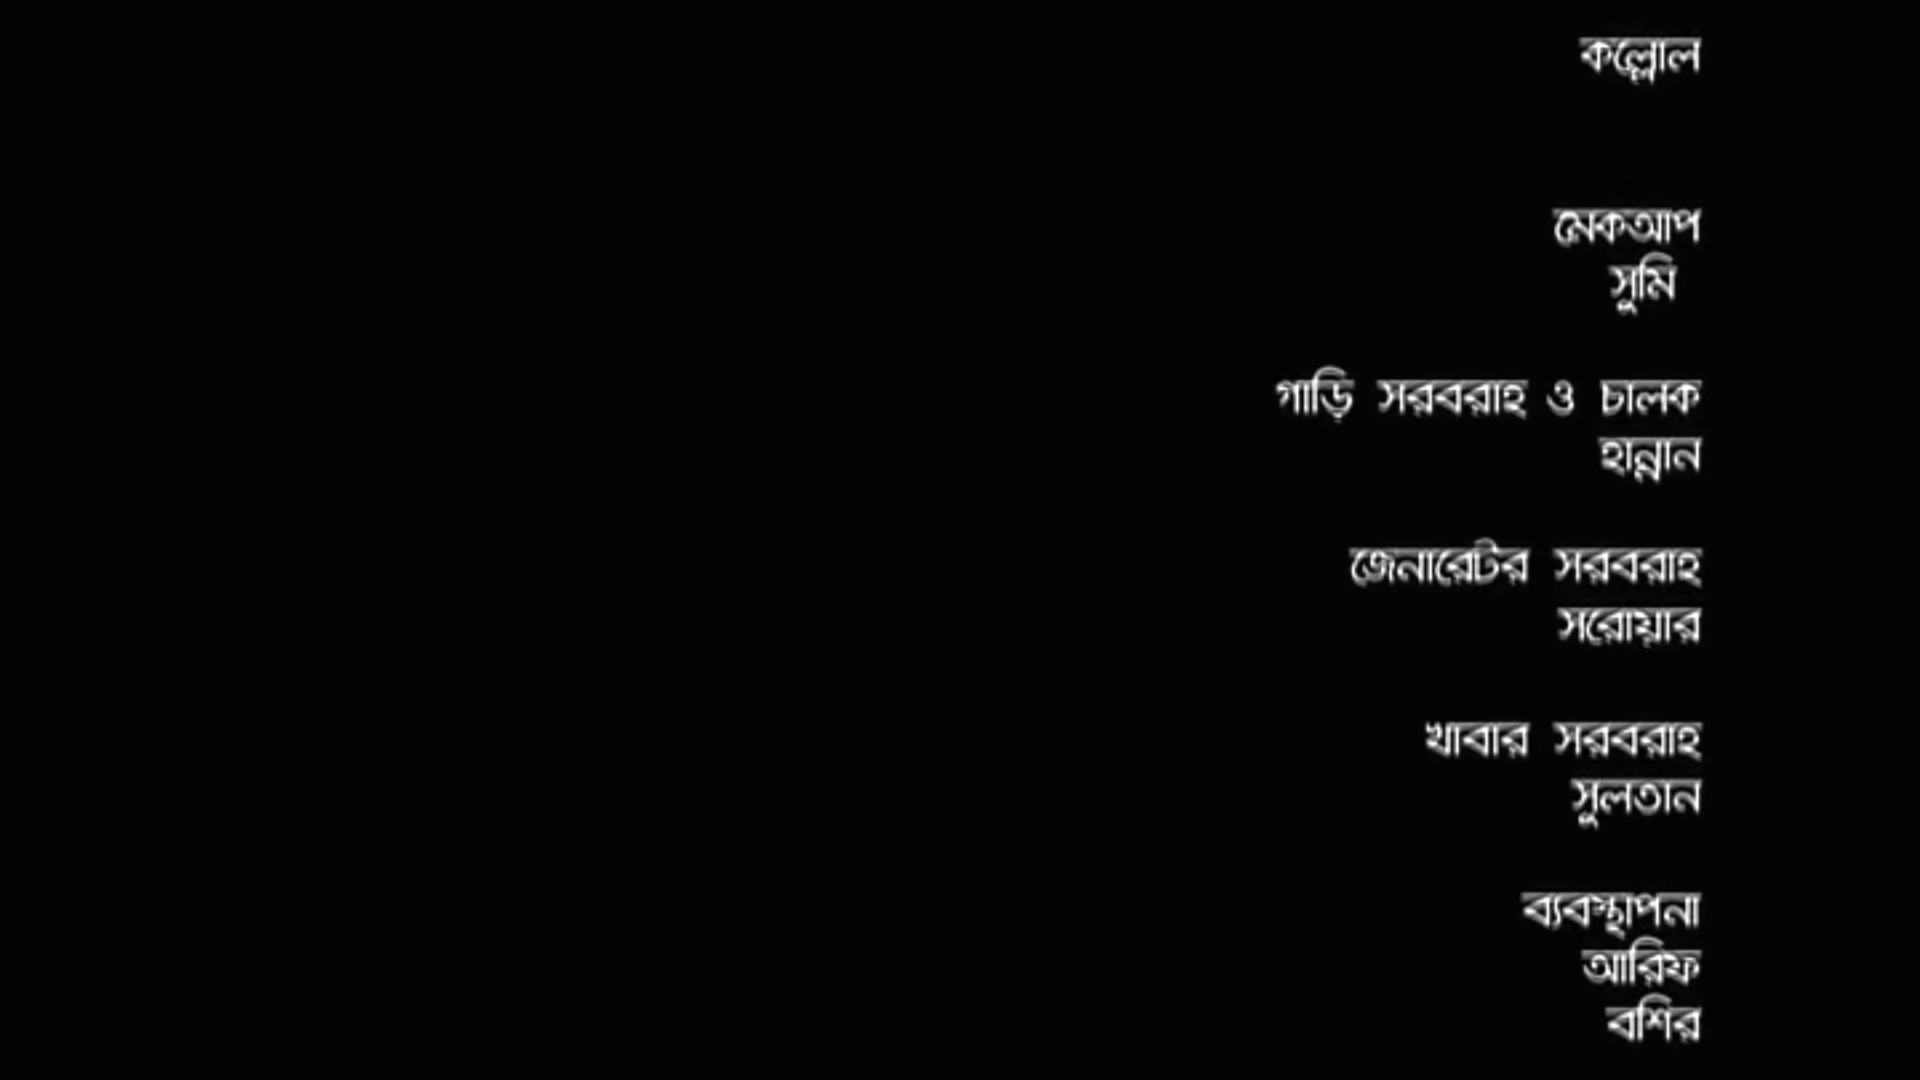 কল্লোল
মেকআপ
সুমি
গাড়ি সরবরাহ ও চালক
হান্নান
জেনারেটর সরবরাহ
সরোয়ার
খাবার সরবরাহ
সুলতান
ব্যবস্থাপনা
আরিফ
বশির